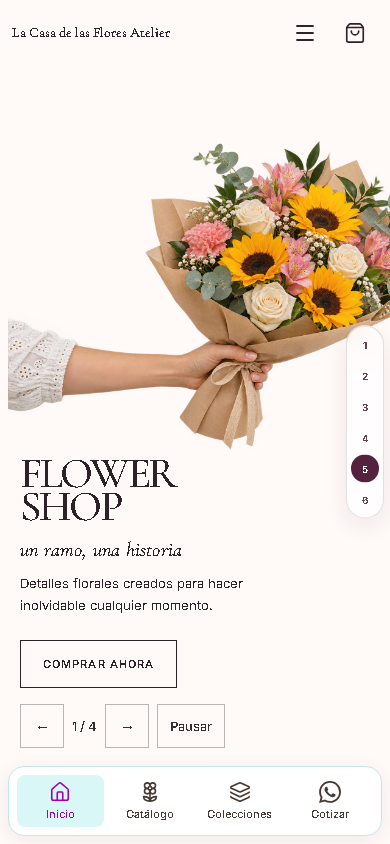 La Casa de las Flores Atelier
1
2
3
4
5
6
FLOWER
SHOP
un ramo, una historia
Detalles florales creados para hacer
inolvidable cualquier momento.
COMPRAR AHORA
← 1 / 4 → Pausar
Inicio Catálogo Colecciones Cotizar